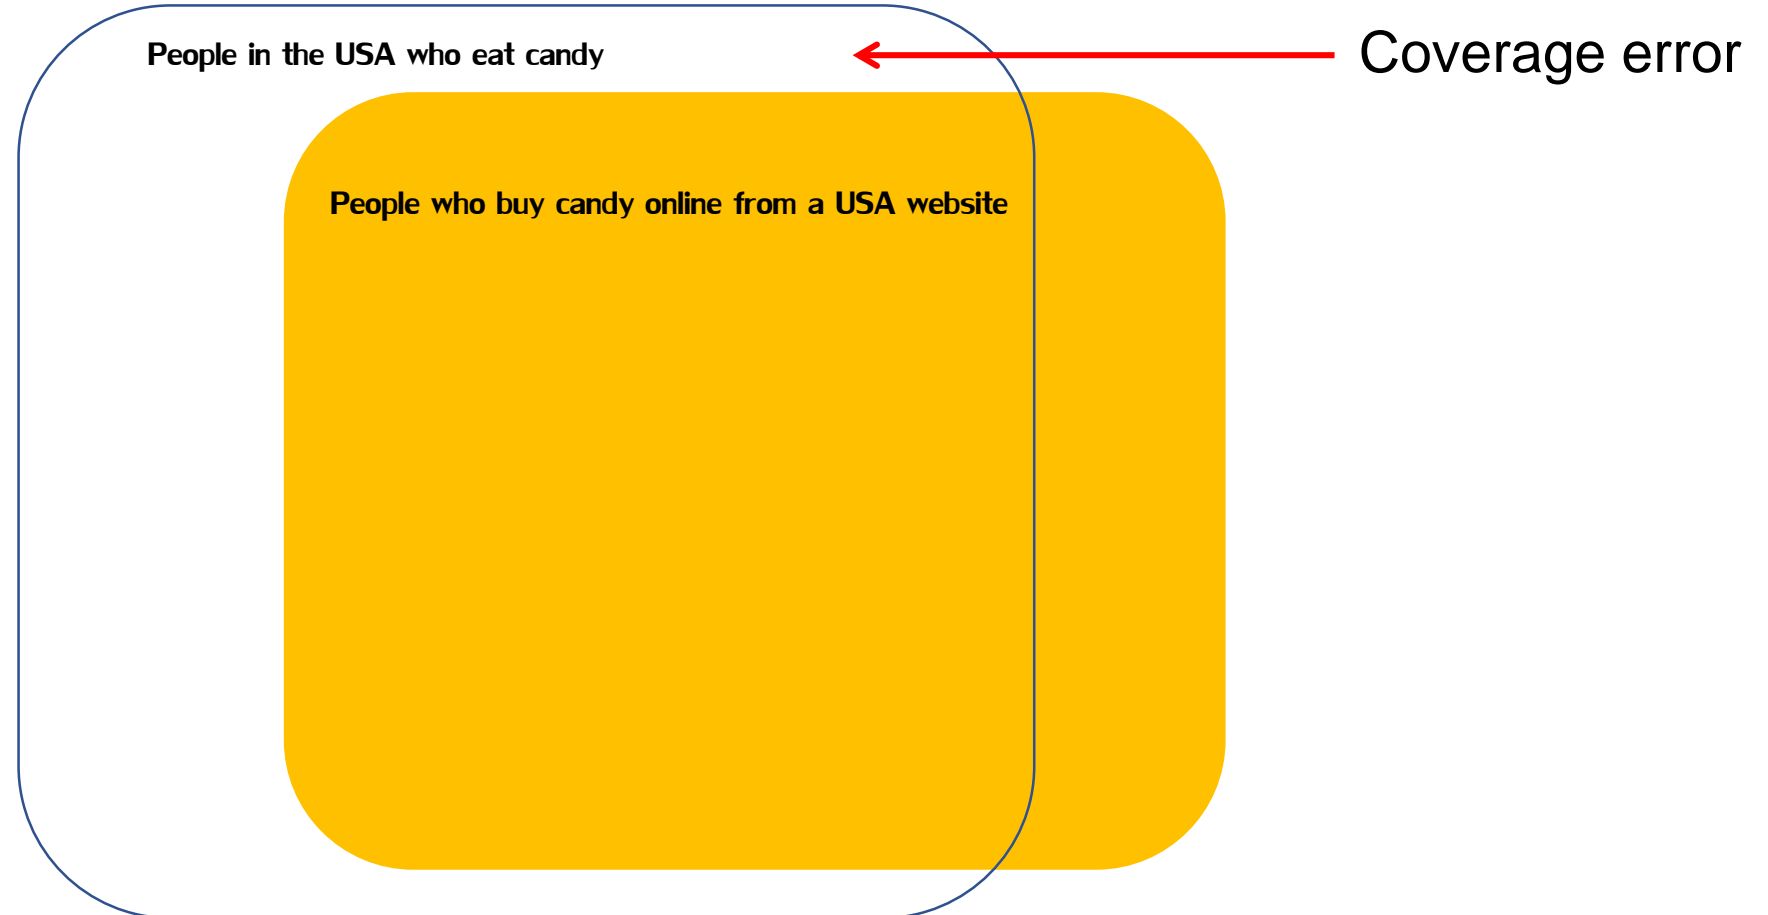 People in the USA who eat candy
Coverage error
People who buy candy online from a USA website